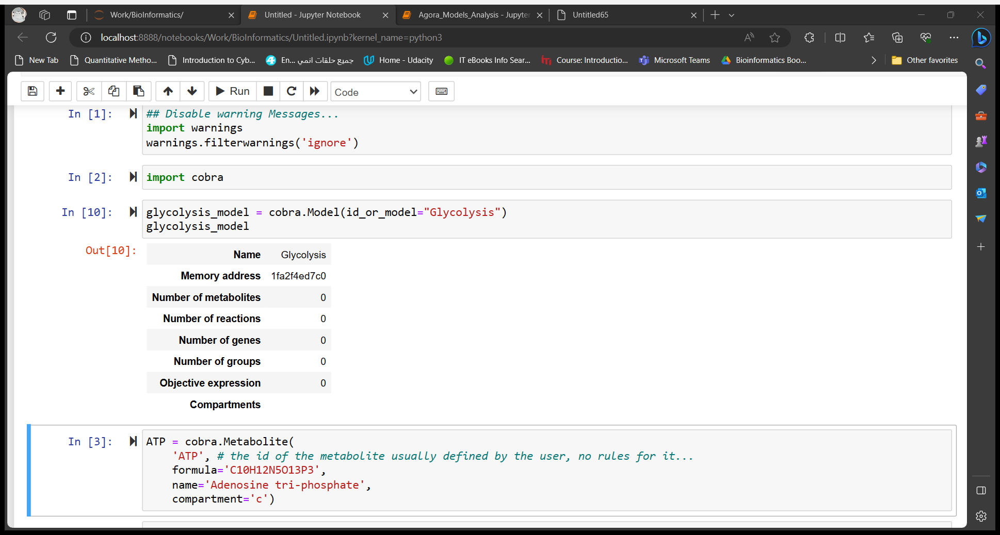 Work/BioInformatics/
Untitled - Jupyter Notebook
Agora_Models_Analysis - Jupyter
Untitled65
localhost:8888/notebooks/Work/BioInformatics/Untitled.ipynb?kernel_name=python3
New Tab
Quantitative Metho...
Introduction to Cyb...
En... جميع حلقات انمي
Home - Udacity
IT eBooks Info Sear...
Course: Introductio...
Microsoft Teams
Bioinformatics Boo...
Other favorites
Run
Code
In [1]:
## Disable warning Messages...
import warnings
warnings.filterwarnings('ignore')
In [2]:
import cobra
In [10]:
glycolysis_model = cobra.Model(id_or_model="Glycolysis")
glycolysis_model
Out[10]:
Name Glycolysis
Memory address 1fa2f4ed7c0
Number of metabolites 0
Number of reactions 0
Number of genes 0
Number of groups 0
Objective expression 0
Compartments
In [3]:
ATP = cobra.Metabolite(
'ATP', # the id of the metabolite usually defined by the user, no rules for it...
formula='C10H12N5O13P3',
name='Adenosine tri-phosphate',
compartment='c')